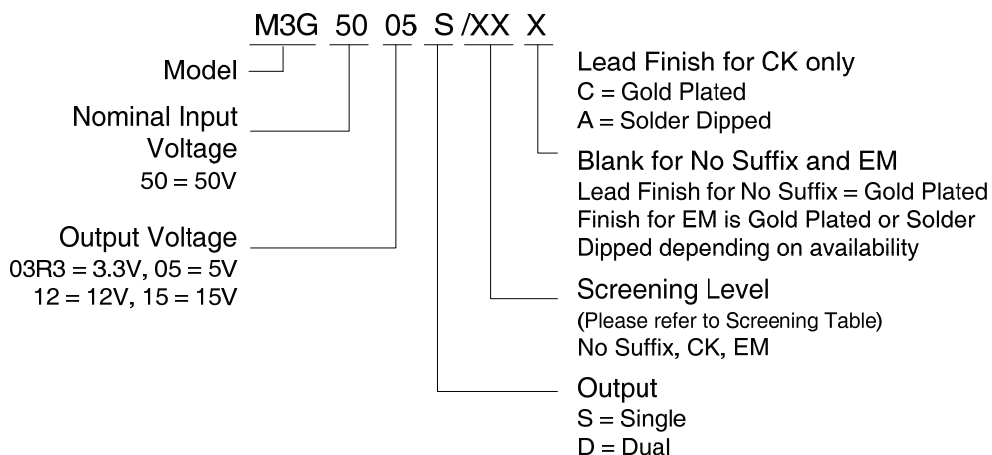 M3G 50 05 S /XX X
Model
Nominal Input
Voltage
50 = 50V
Output Voltage
03R3 = 3.3V, 05 = 5V
12 = 12V, 15 = 15V
Lead Finish for CK only
C = Gold Plated
A = Solder Dipped
Blank for No Suffix and EM
Lead Finish for No Suffix = Gold Plated
Finish for EM is Gold Plated or Solder
Dipped depending on availability
Screening Level
(Please refer to Screening Table)
No Suffix, CK, EM
Output
S = Single
D = Dual